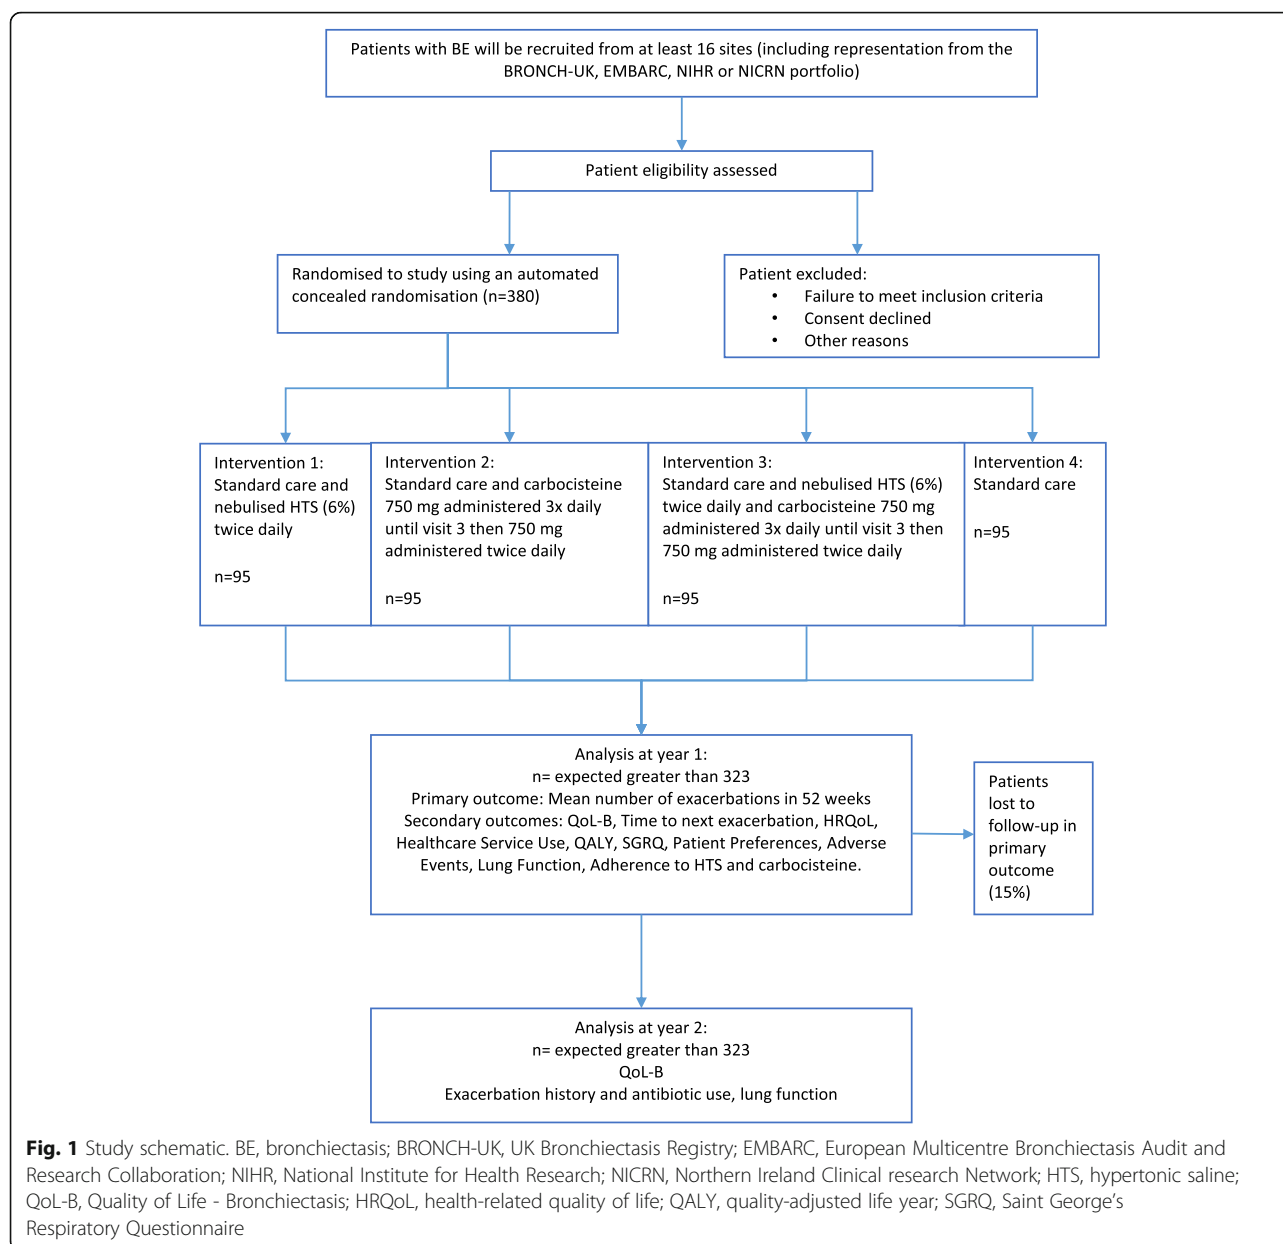 Patients with BE will be recruited from at least 16 sites (including representation from the
BRONCH-UK, EMBARC, NIHR or NICRN portfolio)
Patient eligibility assessed
Randomised to study using an automated
concealed randomisation (n=380)
Patient excluded:
• Failure to meet inclusion criteria
• Consent declined
• Other reasons
Intervention 1:
Standard care and
nebulised HTS (6%)
twice daily
n=95
Intervention 2:
Standard care and carbocisteine
750 mg administered 3x daily
until visit 3 then 750 mg
administered twice daily
n=95
Intervention 3:
Standard care and nebulised HTS (6%)
twice daily and carbocisteine 750 mg
administered 3x daily until visit 3 then
750 mg administered twice daily
n=95
Intervention 4:
Standard care
n=95
Analysis at year 1:
n= expected greater than 323
Primary outcome: Mean number of exacerbations in 52 weeks
Secondary outcomes: QoL-B, Time to next exacerbation, HRQoL,
Healthcare Service Use, QALY, SGRQ, Patient Preferences, Adverse
Events, Lung Function, Adherence to HTS and carbocisteine.
Patients
lost to
follow-up in
primary
outcome
(15%)
Analysis at year 2:
n= expected greater than 323
QoL-B
Exacerbation history and antibiotic use, lung function
Fig. 1 Study schematic. BE, bronchiectasis; BRONCH-UK, UK Bronchiectasis Registry; EMBARC, European Multicentre Bronchiectasis Audit and
Research Collaboration; NIHR, National Institute for Health Research; NICRN, Northern Ireland Clinical research Network; HTS, hypertonic saline;
QoL-B, Quality of Life - Bronchiectasis; HRQoL, health-related quality of life; QALY, quality-adjusted life year; SGRQ, Saint George's
Respiratory Questionnaire